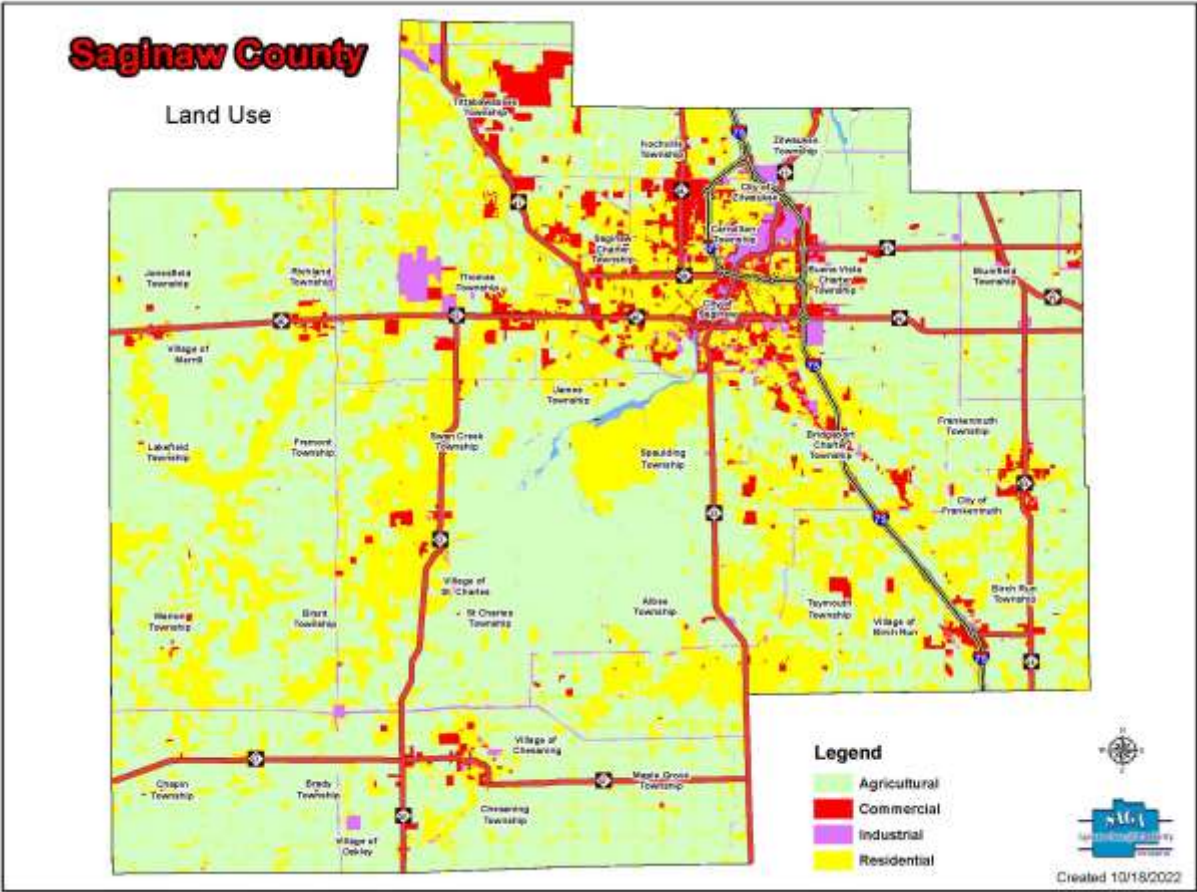 Saginaw County
Land Use
Tittabawassee
Township
Kochville
Township
Zilwaukee
Township
City of
Zilwaukee
Carrollton
Township
Saginaw
Charter
Township
Jonesfield
Township
Richland
Township
Thomas
Township
Buena Vista
Charter
Township
Blumfield
Township
City of
Saginaw
Village of
Merrill
James
Township
Lakefield
Township
Fremont
Township
Swan Creek
Township
Spaulding
Township
Bridgeport
Charter
Township
Frankenmuth
Township
City of
Frankenmuth
Village of
St Charles
St Charles
Township
Marion
Township
Brant
Township
Albee
Township
Taymouth
Township
Village of
Birch Run
Birch Run
Township
75
75
75
75
Village of
Chesaning
Chapin
Township
Brady
Township
Maple Grove
Township
Chesaning
Township
Village of
Oakley
Legend
Agricultural
Commercial
Industrial
Residential
SAGA
Created 10/18/2022